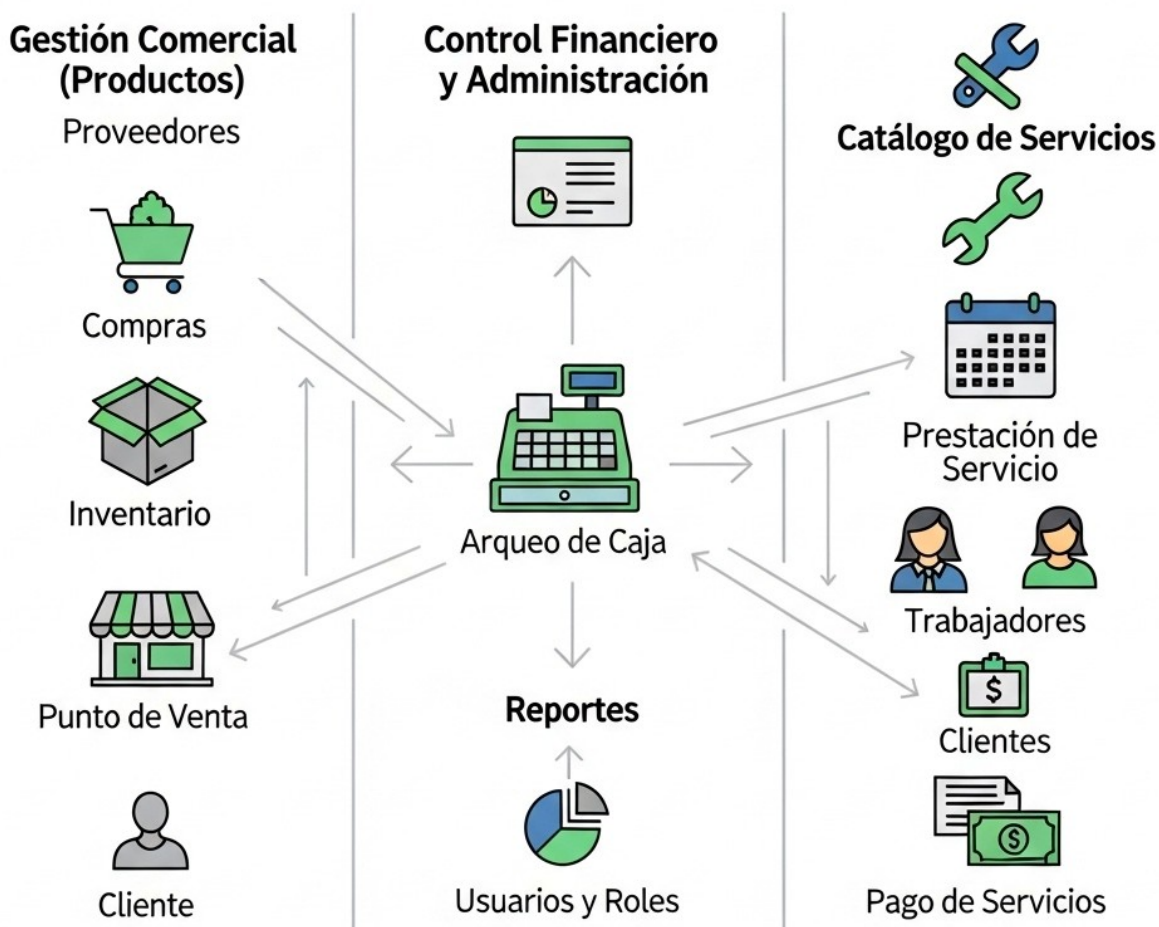 Gestión Comercial
(Productos)
Proveedores
Compras
Inventario
Punto de Venta
Cliente
Control Financiero
y Administración
Arqueo de Caja
Reportes
Usuarios y Roles
Catálogo de Servicios
Prestación de
Servicio
Trabajadores
$
Clientes
$
Pago de Servicios